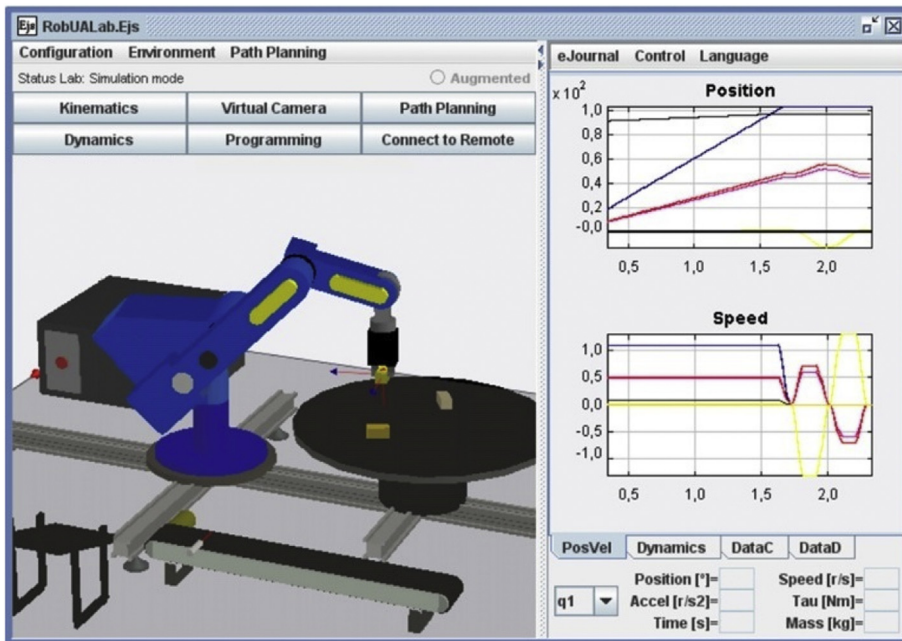 Ejs RobUALab.Ejs
Configuration Environment Path Planning
Status Lab: Simulation mode Augmented
Kinematics Virtual Camera Path Planning
Dynamics Programming Connect to Remote
eJournal Control Language
x 10²
Position
1,0
0,8
0,6
0,4
0,2
-0,0
0,5 1,0 1,5 2,0
Speed
1,0
0,5
0,0
-0,5
-1,0
0,5 1,0 1,5 2,0
PosVel Dynamics DataC DataD
Position [°]= Speed [r/s]=
q1 Accel [r/s2]= Tau [Nm]=
Time [s]= Mass [kg]=